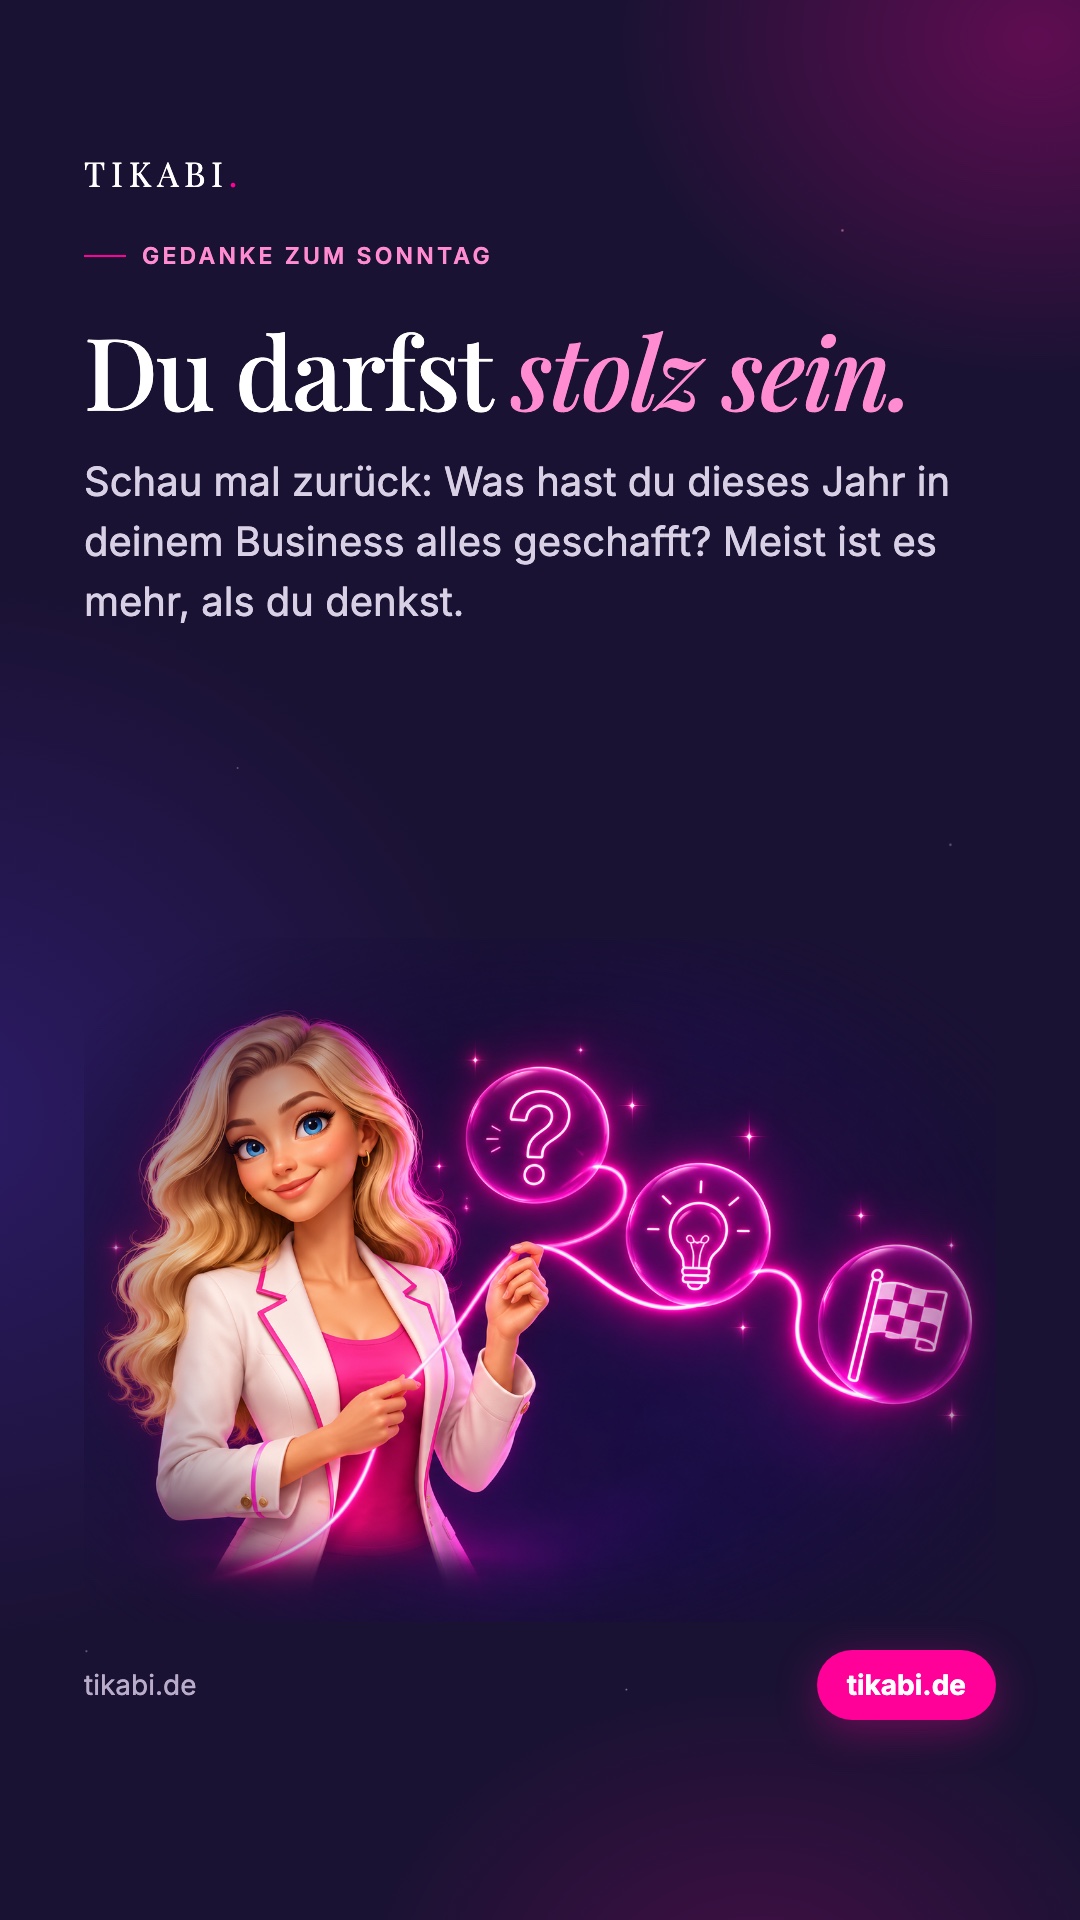 TIKABI.
GEDANKE ZUM SONNTAG
Du darfst stolz sein.
Schau mal zurück: Was hast du dieses Jahr in
deinem Business alles geschafft? Meist ist es
mehr, als du denkst.
?
tikabi.de
tikabi.de